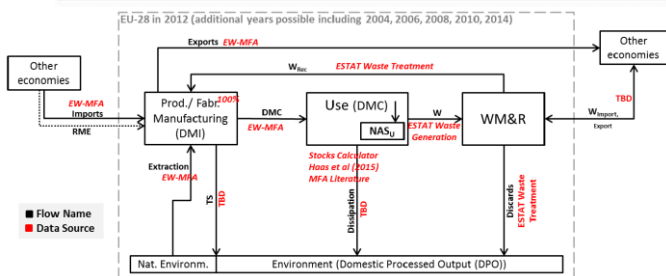 EU-28 in 2012 (additional years possible including 2004, 2006, 2008, 2010, 2014)
Other
economies
Exports EW-MFA
Other
economies
W_Rec ESTAT Waste Treatment
EW-MFA
Imports
RME
Prod./ Fabr.
Manufacturing
(DMI)
100%
DMC
EW-MFA
Use (DMC)
NAS_U
W
ESTAT Waste
Generation
WM&R
TBD
W_Import,
Export
Extraction
EW-MFA
Stocks Calculator
Haas et al (2015)
MFA Literature
TS
TBD
Dissipation
TBD
Discards
ESTAT Waste
Treatment
Flow Name
Data Source
Nat. Environm.
Environment (Domestic Processed Output (DPO))